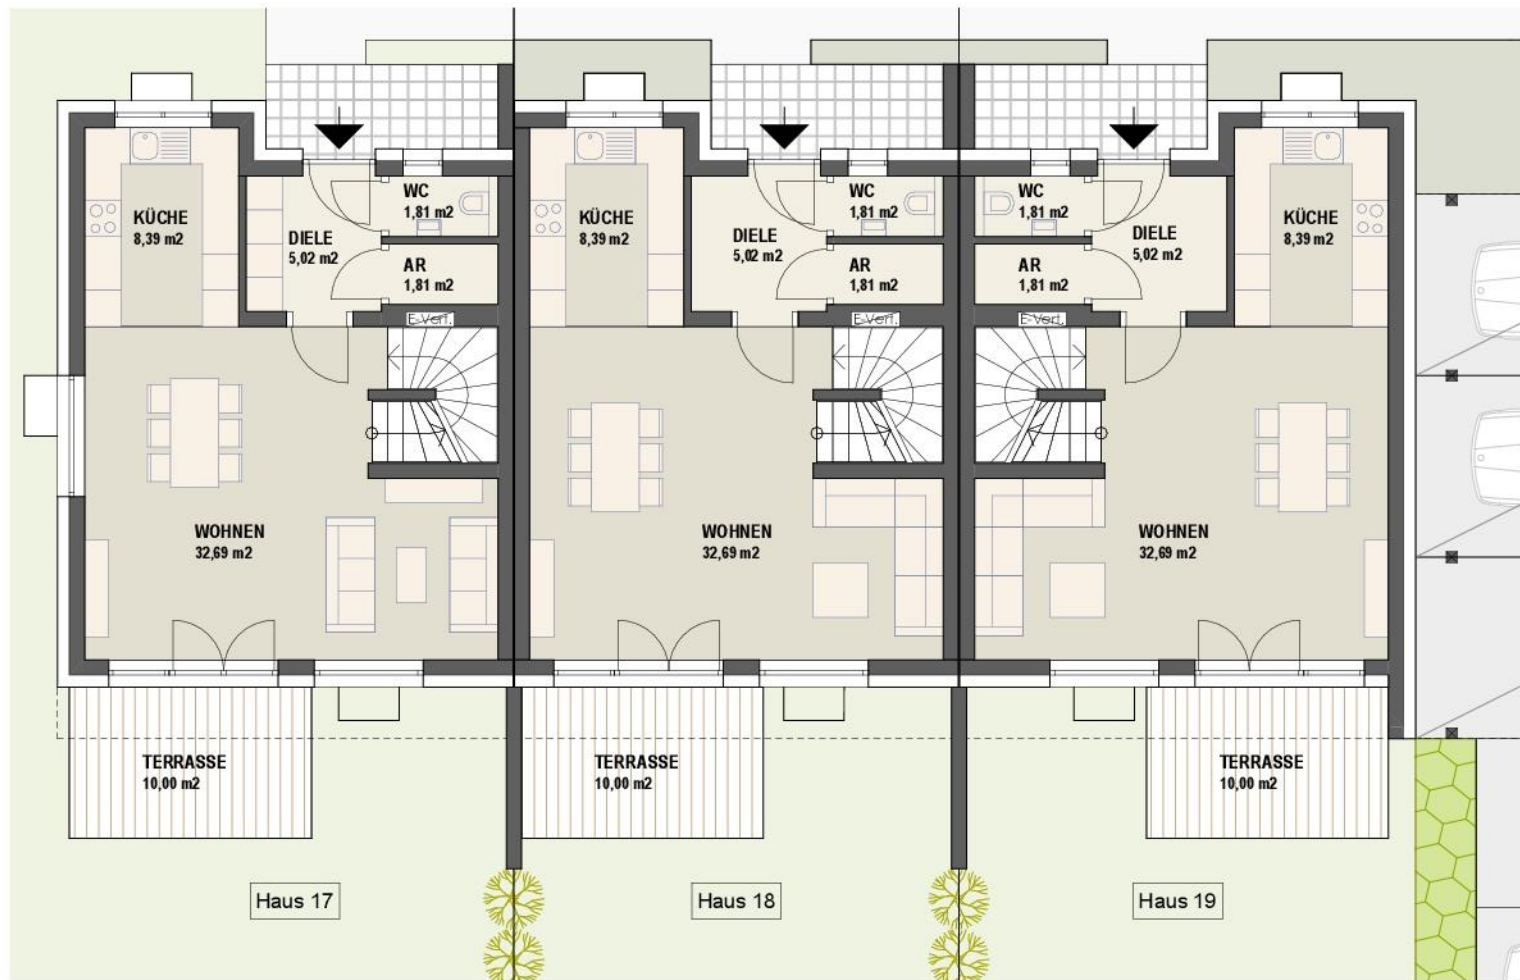 WC
1,81 m2
KÜCHE
8,39 m2
DIELE
5,02 m2
AR
1,81 m2
E-Vert.
WOHNEN
32,69 m2
TERRASSE
10,00 m2
Haus 17
WC
1,81 m2
KÜCHE
8,39 m2
DIELE
5,02 m2
AR
1,81 m2
E-Vert.
WOHNEN
32,69 m2
TERRASSE
10,00 m2
Haus 18
WC
1,81 m2
KÜCHE
8,39 m2
DIELE
5,02 m2
AR
1,81 m2
E-Vert.
WOHNEN
32,69 m2
TERRASSE
10,00 m2
Haus 19